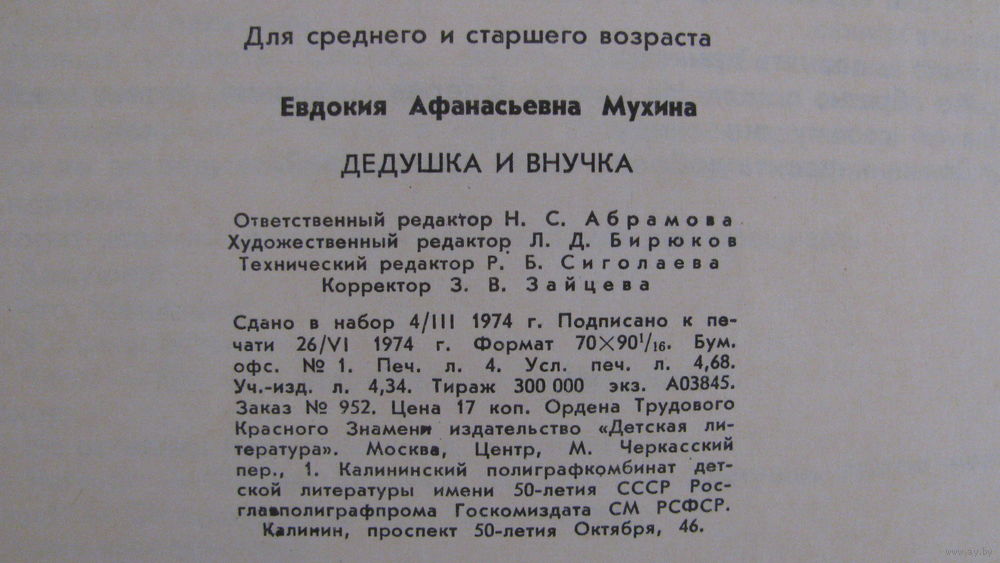 Для среднего и старшего возраста
Евдокия Афанасьевна Мухина
ДЕДУШКА И ВНУЧКА
Ответственный редактор Н. С. Абрамова
Художественный редактор Л. Д. Бирюков
Технический редактор Р. Б. Сиголаева
Корректор З. В. Зайцева
Сдано в набор 4/III 1974 г. Подписано к пе-
чати 26/VI 1974 г. Формат 70×90¹/₁₆. Бум.
офс. № 1. Печ. л. 4. Усл. печ. л. 4,68.
Уч.-изд. л. 4,34. Тираж 300 000 экз. А03845.
Заказ № 952. Цена 17 коп. Ордена Трудового
Красного Знамени издательство «Детская ли-
тература». Москва, Центр, М. Черкасский
пер., 1. Калининский полиграфкомбинат дет-
ской литературы имени 50-летия СССР Рос-
главполиграфпрома Госкомиздата СМ РСФСР.
Калинин, проспект 50-летия Октября, 46.
www.ay.by